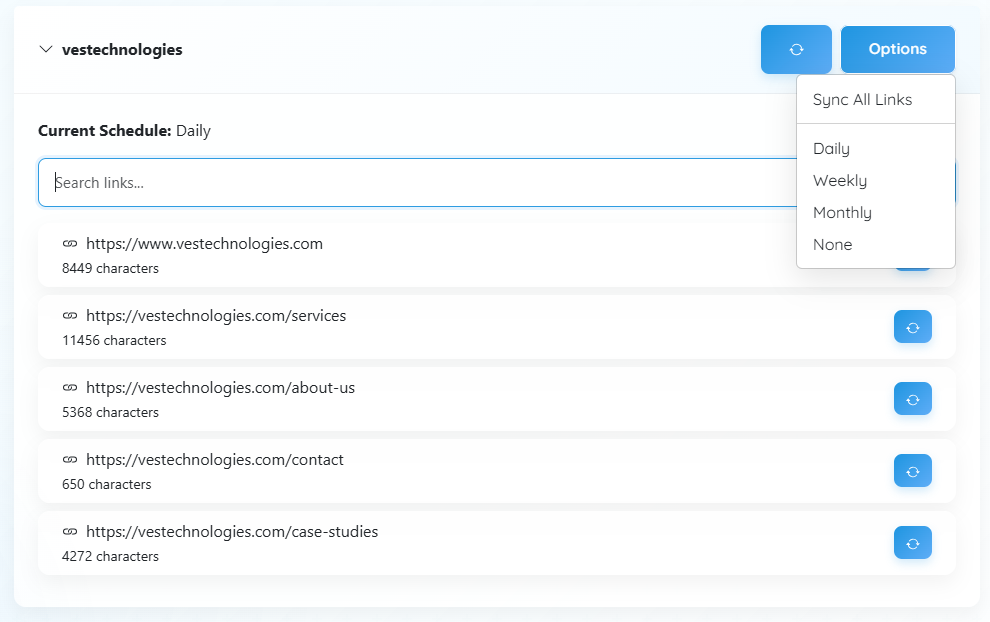 vestechnologies
Options
Sync All Links
Daily
Weekly
Monthly
None
Current Schedule: Daily
Search links...
https://www.vestechnologies.com
8449 characters
https://vestechnologies.com/services
11456 characters
https://vestechnologies.com/about-us
5368 characters
https://vestechnologies.com/contact
650 characters
https://vestechnologies.com/case-studies
4272 characters